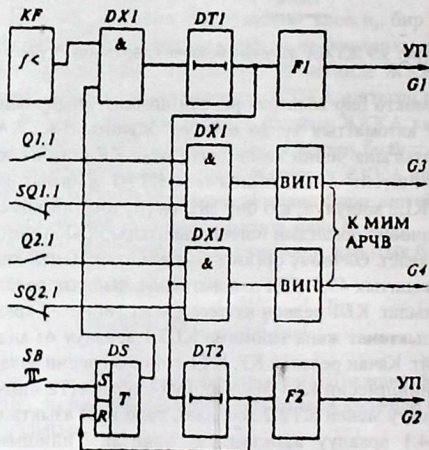 KF DX1 DT1
f< & F1 УП
G1
DX1
Q1.1 &
SQ1.1 ВИП G3
К МИМ
АРЧВ
DX1
Q2.1 &
SQ2.1 ВИП G4
SB DS DT2
S T F2 УП
R G2